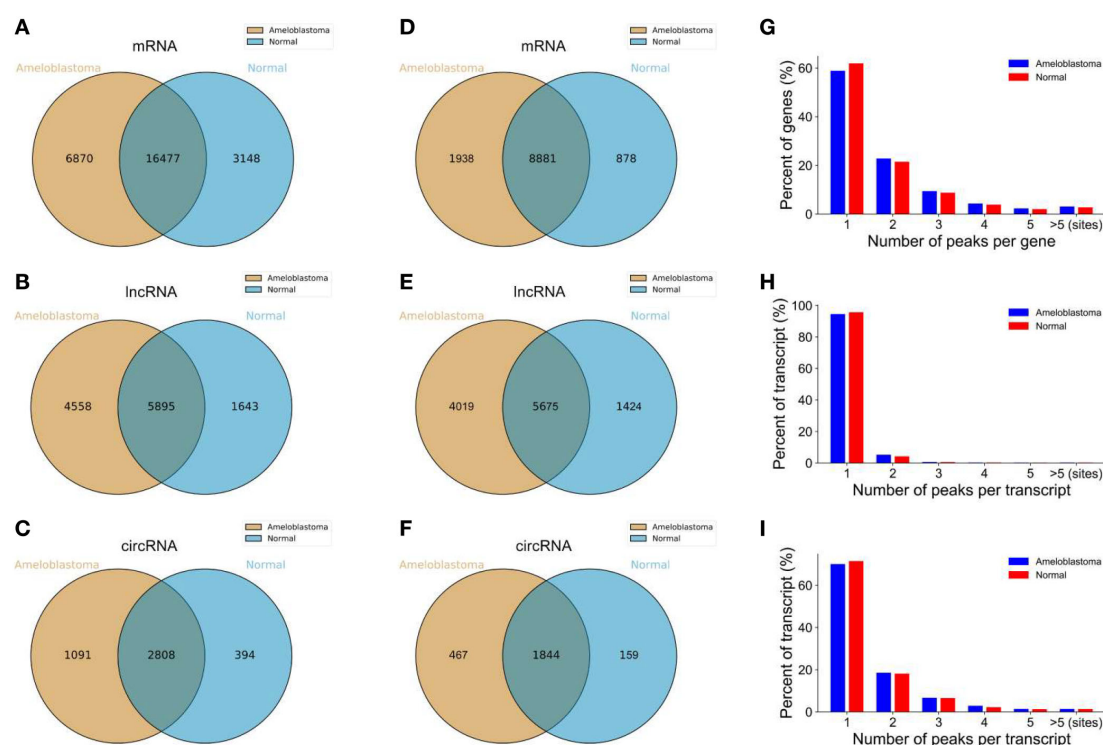 A
Ameloblastoma
Normal
mRNA
Ameloblastoma
Normal
6870
16477
3148
B
Ameloblastoma
Normal
lncRNA
Ameloblastoma
Normal
4558
5895
1643
C
Ameloblastoma
Normal
circRNA
Ameloblastoma
Normal
1091
2808
394
D
Ameloblastoma
Normal
mRNA
Ameloblastoma
Normal
1938
8881
878
E
Ameloblastoma
Normal
lncRNA
Ameloblastoma
Normal
4019
5675
1424
F
Ameloblastoma
Normal
circRNA
Ameloblastoma
Normal
467
1844
159
G
Ameloblastoma
Normal
Percent of genes (%)
60
40
20
0
1 2 3 4 5 >5 (sites)
Number of peaks per gene
H
Ameloblastoma
Normal
Percent of transcript (%)
100
80
60
40
20
0
1 2 3 4 5 >5 (sites)
Number of peaks per transcript
I
Ameloblastoma
Normal
Percent of transcript (%)
60
40
20
0
1 2 3 4 5 >5 (sites)
Number of peaks per transcript